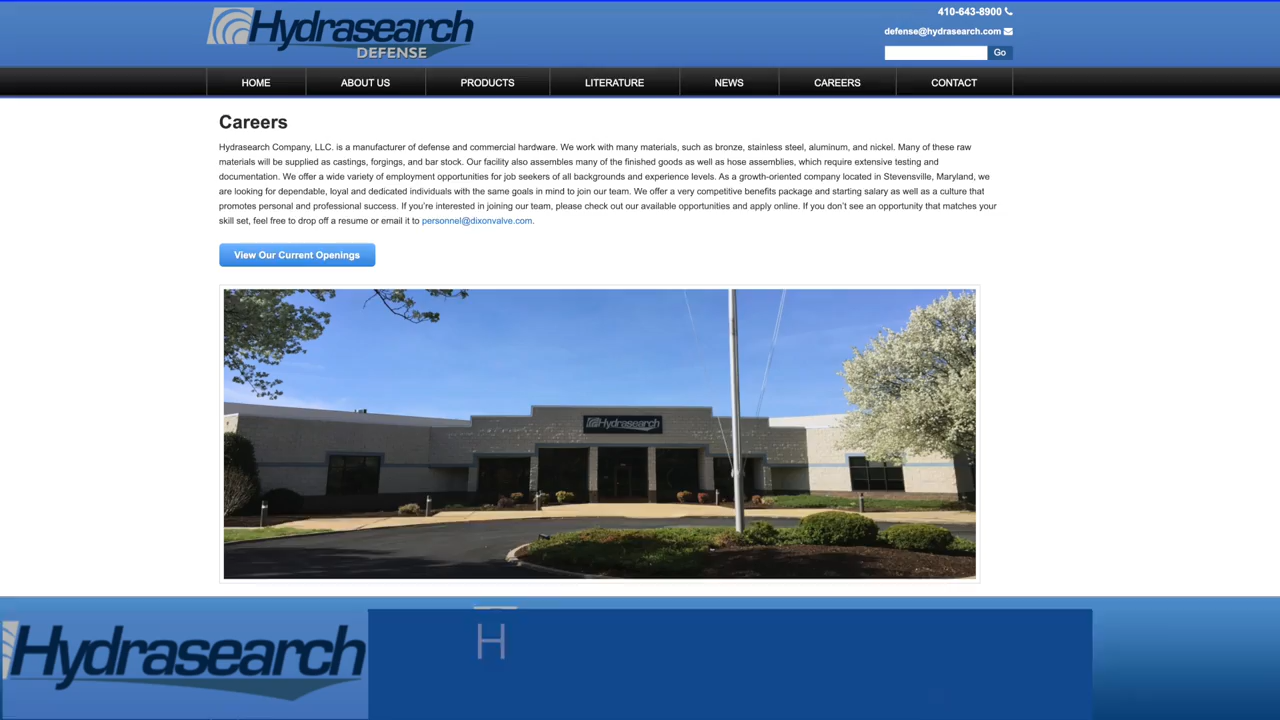 Hydrasearch
DEFENSE
410-643-8900
defense@hydrasearch.com
Go
HOME
ABOUT US
PRODUCTS
LITERATURE
NEWS
CAREERS
CONTACT
Careers
Hydrasearch Company, LLC. is a manufacturer of defense and commercial hardware. We work with many materials, such as bronze, stainless steel, aluminum, and nickel. Many of these raw
materials will be supplied as castings, forgings, and bar stock. Our facility also assembles many of the finished goods as well as hose assemblies, which require extensive testing and
documentation. We offer a wide variety of employment opportunities for job seekers of all backgrounds and experience levels. As a growth-oriented company located in Stevensville, Maryland, we
are looking for dependable, loyal and dedicated individuals with the same goals in mind to join our team. We offer a very competitive benefits package and starting salary as well as a culture that
promotes personal and professional success. If you're interested in joining our team, please check out our available opportunities and apply online. If you don't see an opportunity that matches your
skill set, feel free to drop off a resume or email it to personnel@dixonvalve.com.
View Our Current Openings
Hydrasearch
Hydrasearch
H